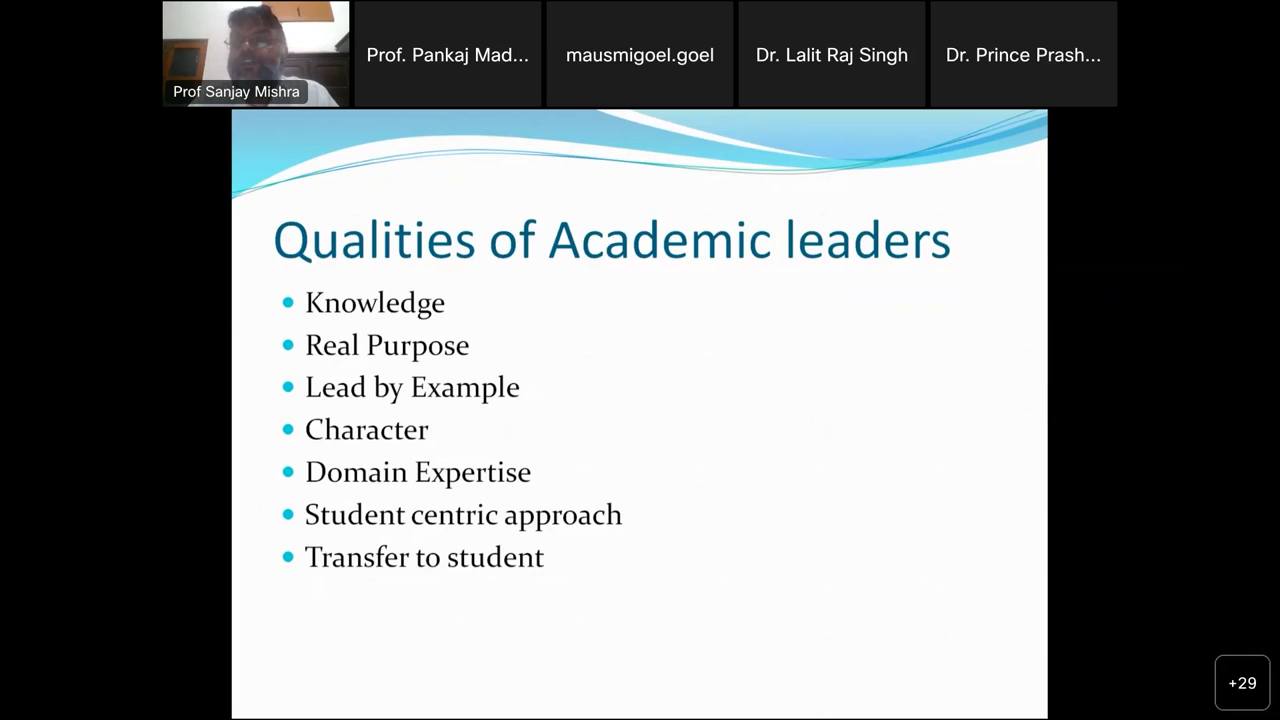 Prof Sanjay Mishra
Prof. Pankaj Mad...
mausmigoel.goel
Dr. Lalit Raj Singh
Dr. Prince Prash...
Qualities of Academic leaders
• Knowledge
• Real Purpose
• Lead by Example
• Character
• Domain Expertise
• Student centric approach
• Transfer to student
+29